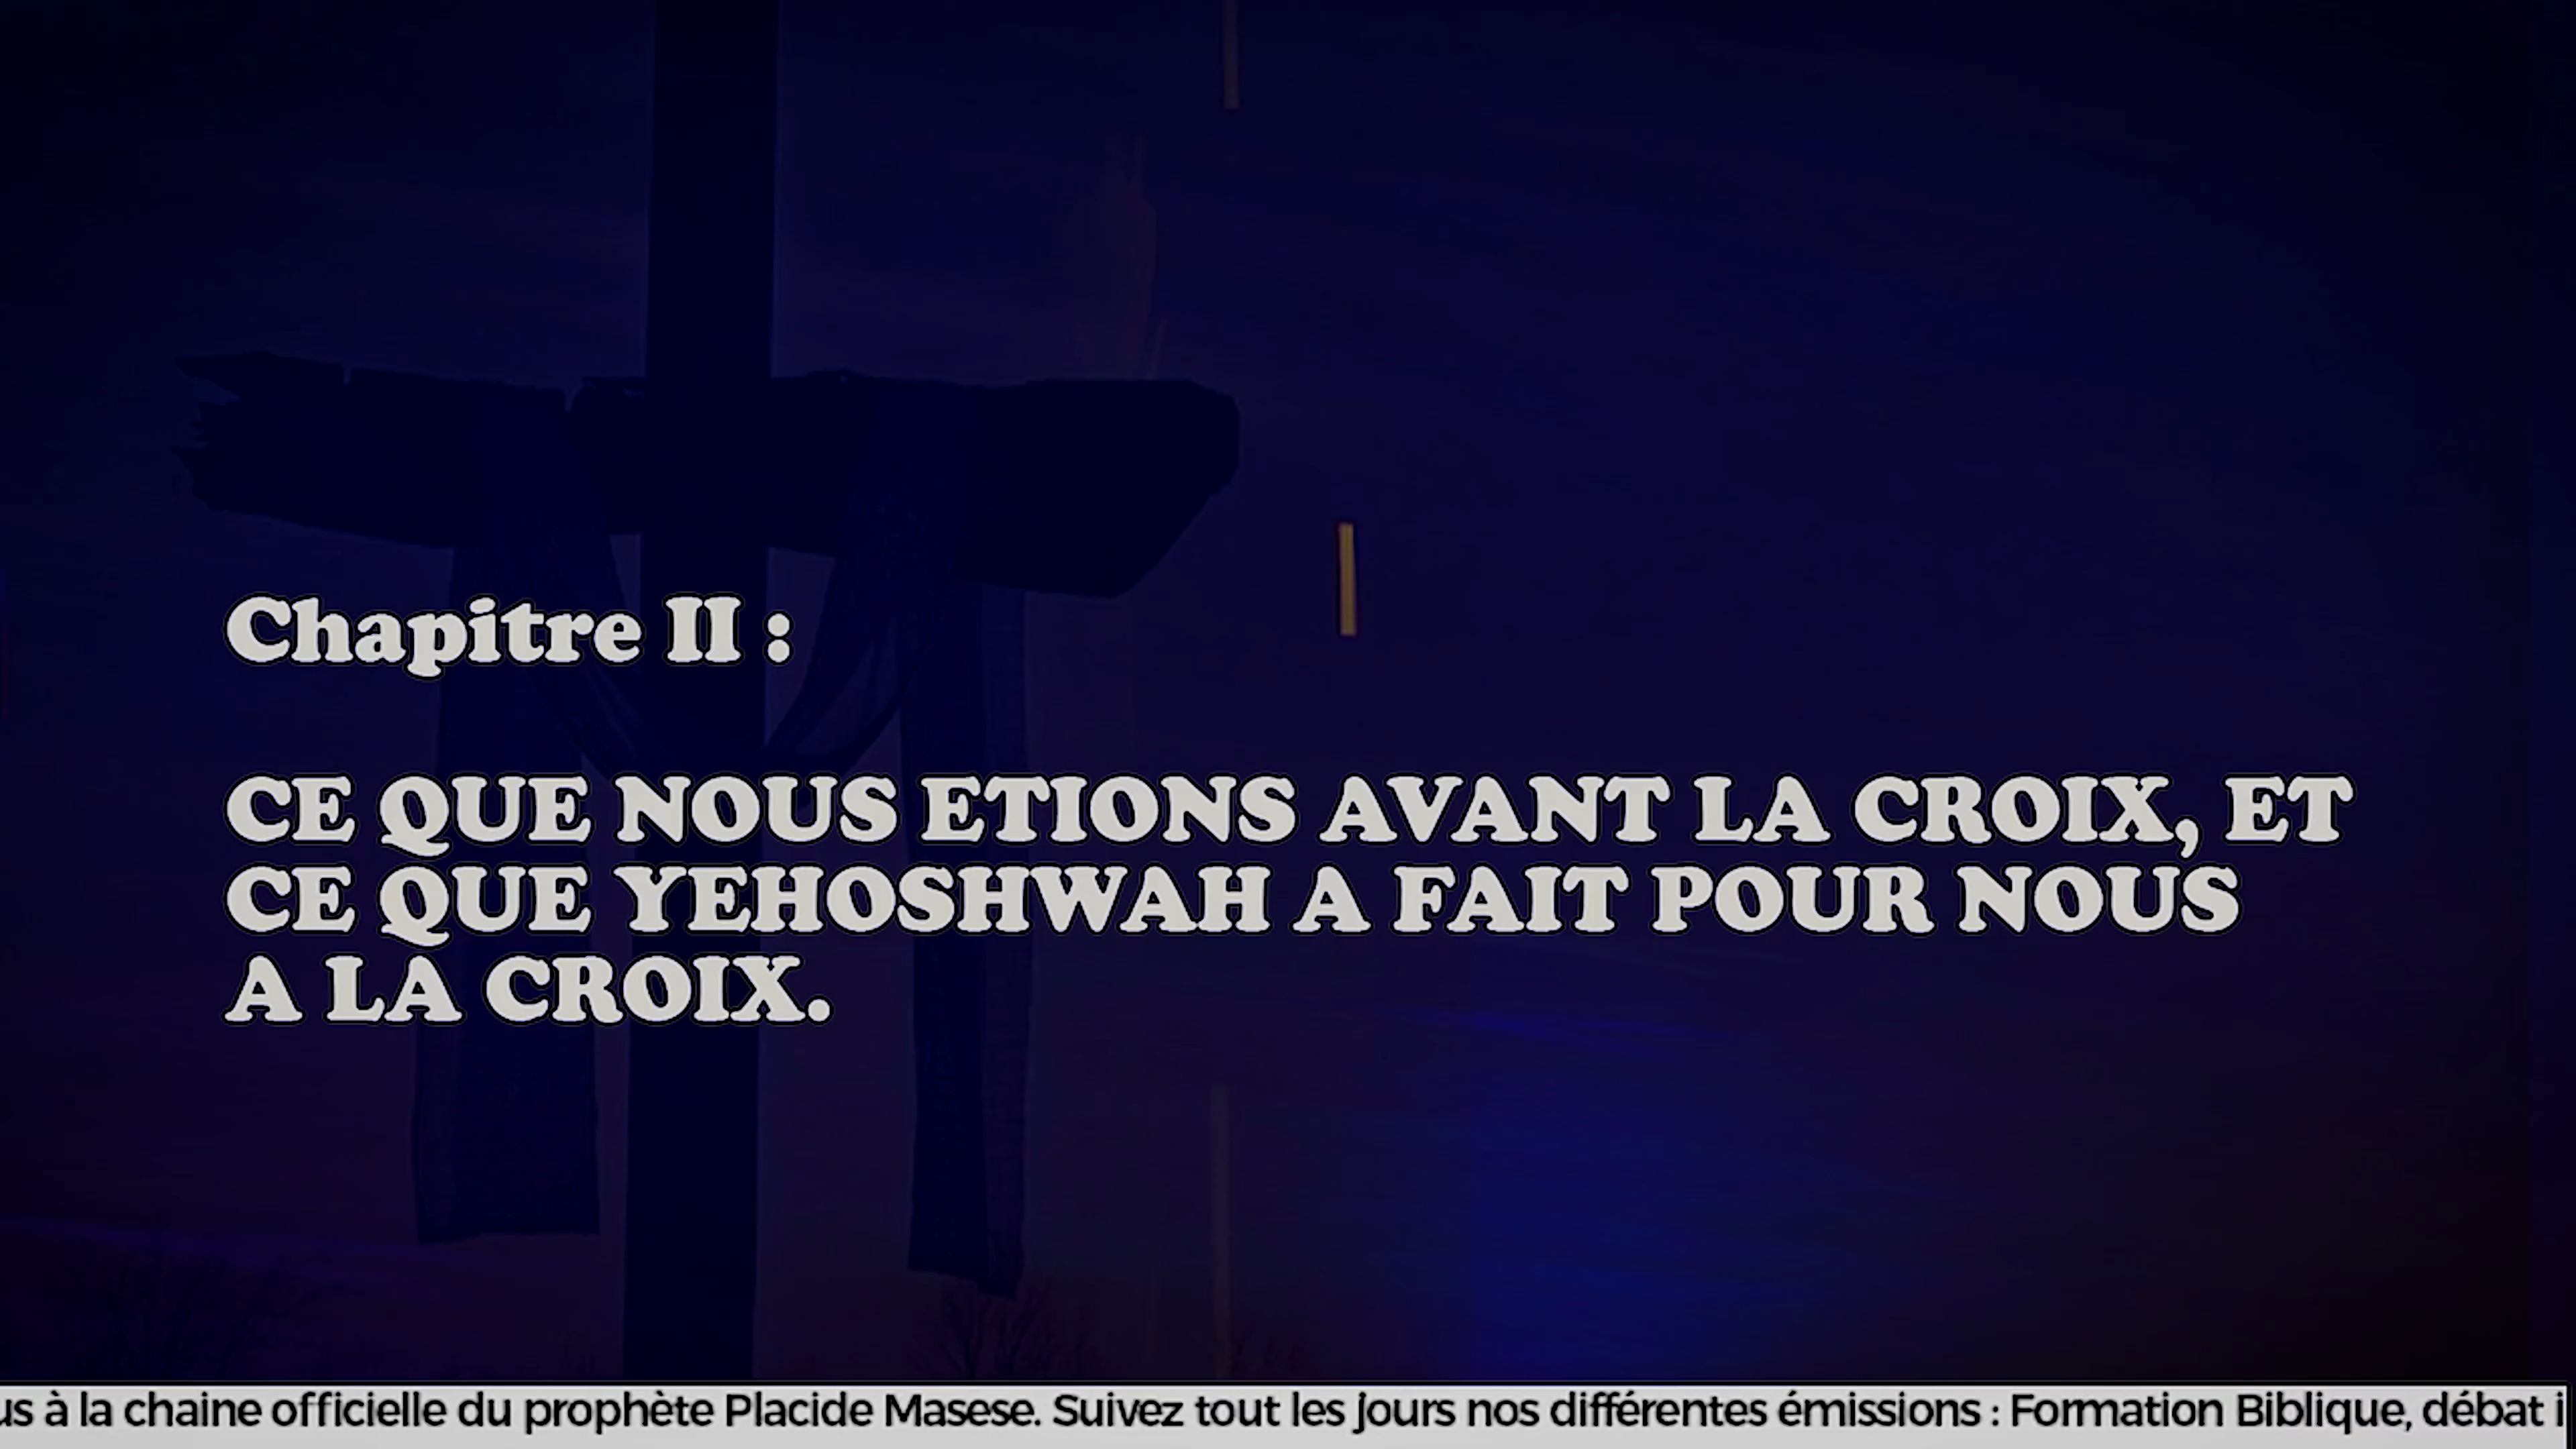 Chapitre II :
CE QUE NOUS ETIONS AVANT LA CROIX, ET
CE QUE YEHOSHWAH A FAIT POUR NOUS
A LA CROIX.
à la chaine officielle du prophète Placide Masese. Suivez tout les jours nos différentes émissions : Formation Biblique, débat